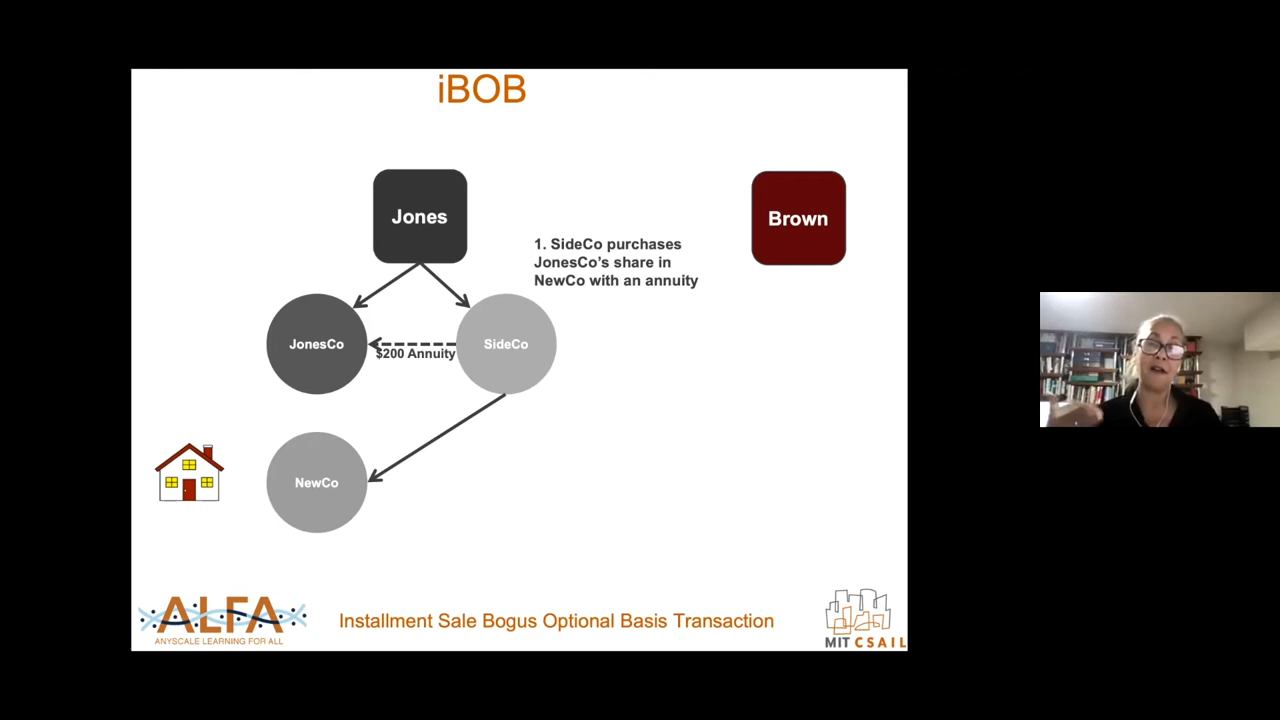 iBOB
Jones
Brown
1. SideCo purchases
JonesCo's share in
NewCo with an annuity
JonesCo
$200 Annuity
SideCo
NewCo
ALFA
ANYSCALE LEARNING FOR ALL
Installment Sale Bogus Optional Basis Transaction
MIT CSAIL